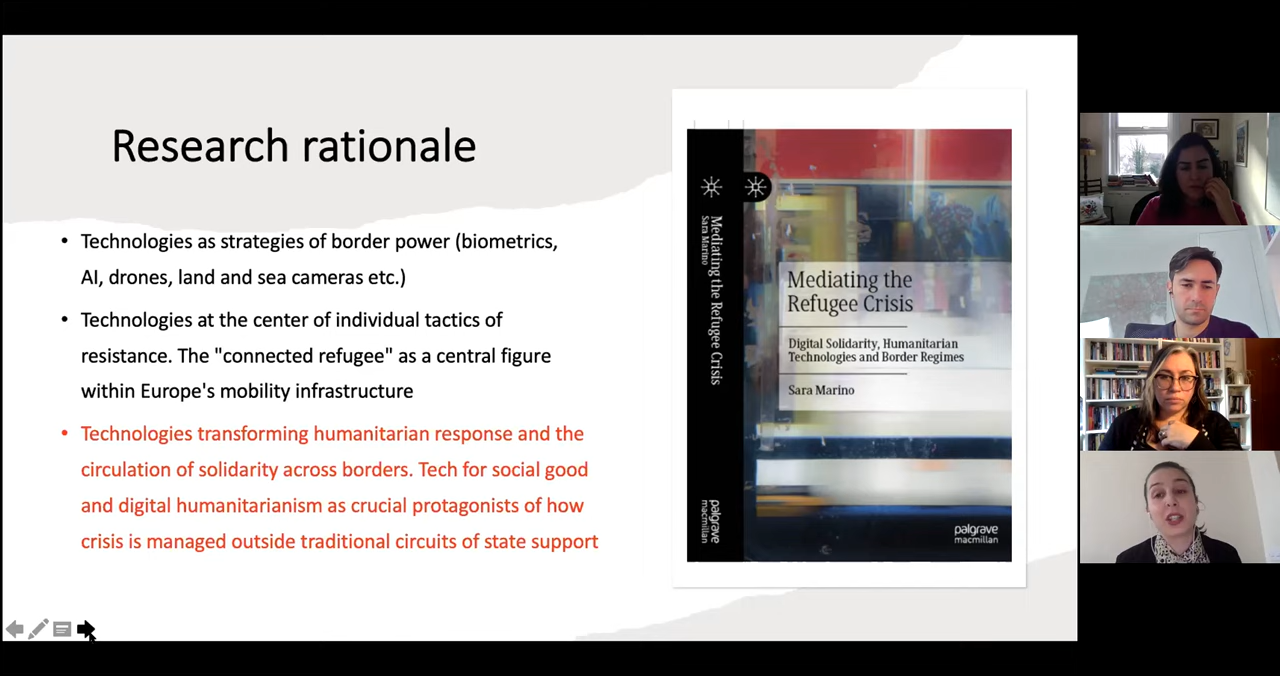 Research rationale
• Technologies as strategies of border power (biometrics,
AI, drones, land and sea cameras etc.)
• Technologies at the center of individual tactics of
resistance. The "connected refugee" as a central figure
within Europe's mobility infrastructure
• Technologies transforming humanitarian response and the
circulation of solidarity across borders. Tech for social good
and digital humanitarianism as crucial protagonists of how
crisis is managed outside traditional circuits of state support
Mediating the Refugee Crisis
Sara Marino
palgrave
macmillan
Mediating the
Refugee Crisis
Digital Solidarity, Humanitarian
Technologies and Border Regimes
Sara Marino
palgrave
macmillan